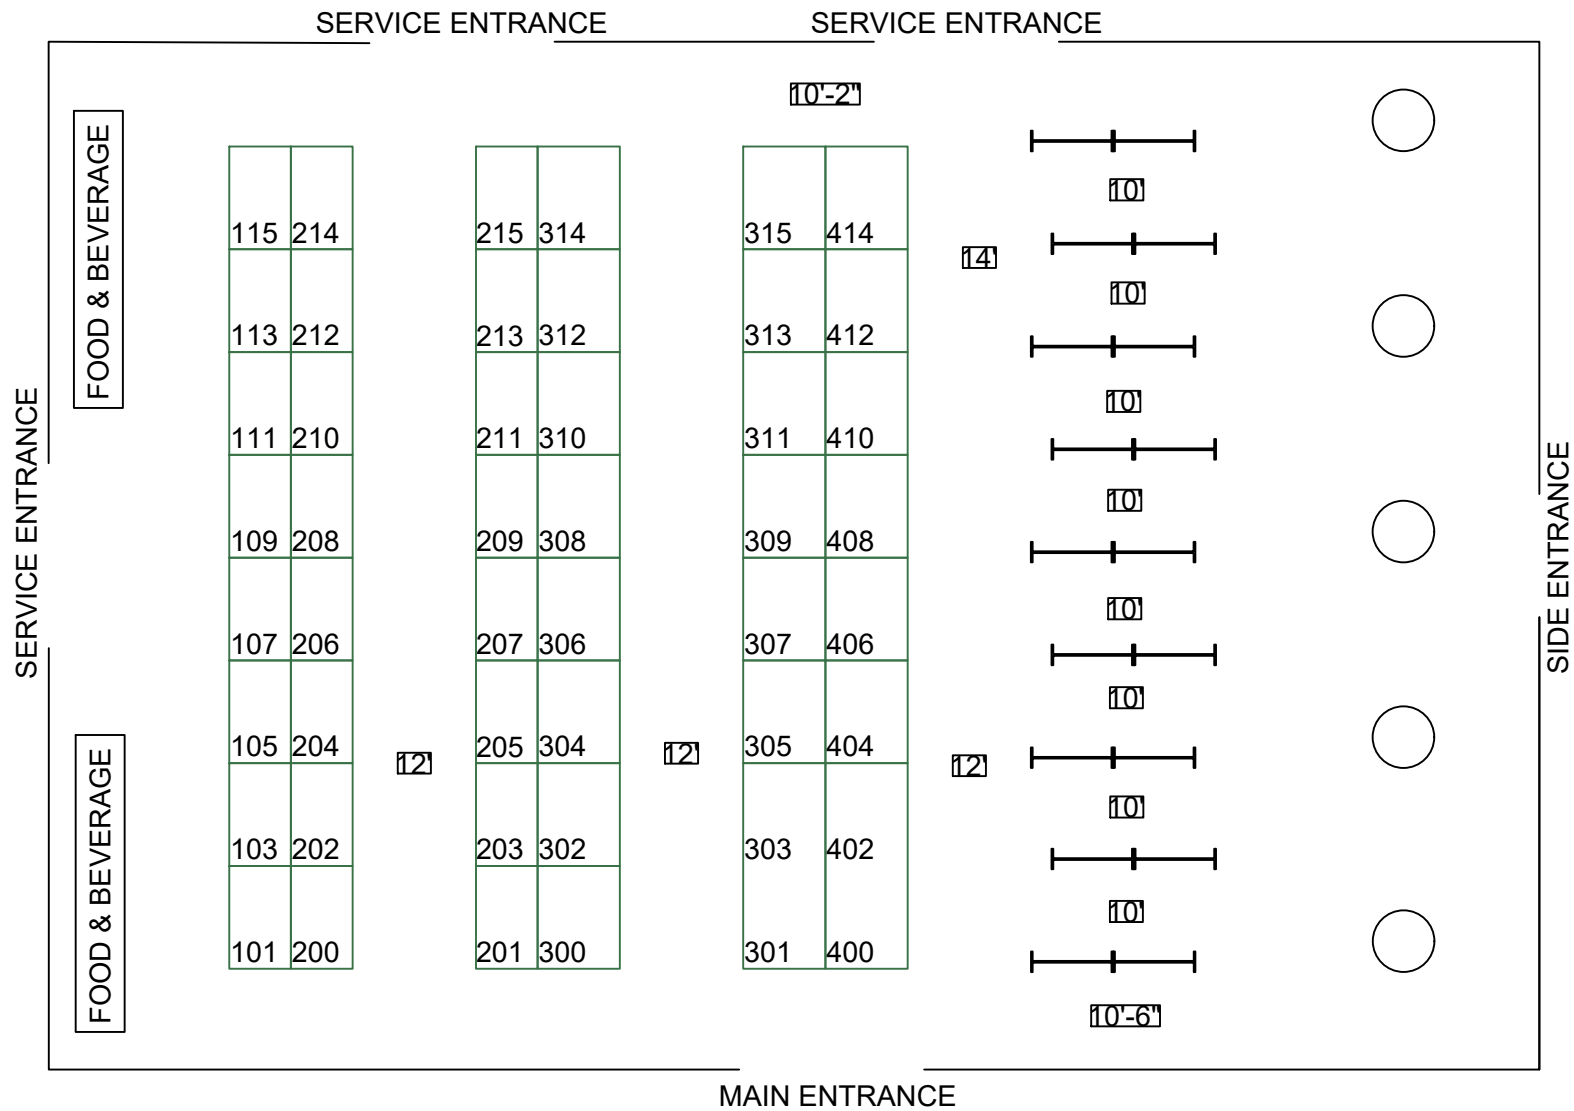 SERVICE ENTRANCE SERVICE ENTRANCE
10'-2"
FOOD & BEVERAGE
10'
115 214 215 314 315 414
14'
10'
113 212 213 312 313 412
10'
111 210 211 310 311 410
SERVICE ENTRANCE
SIDE ENTRANCE
10'
109 208 209 308 309 408
10'
107 206 207 306 307 406
10'
105 204 205 304 305 404
12' 12' 12'
10'
103 202 203 302 303 402
FOOD & BEVERAGE
10'
101 200 201 300 301 400
10'-6"
MAIN ENTRANCE